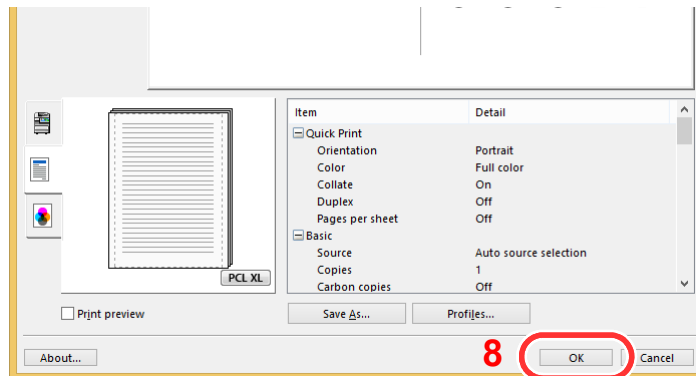 Item Detail
Quick Print
Orientation Portrait
Color Full color
Collate On
Duplex Off
Pages per sheet Off
Basic
Source Auto source selection
Copies 1
Carbon copies Off
PCL XL
Print preview
Save As... Profiles...
About... 8 OK Cancel